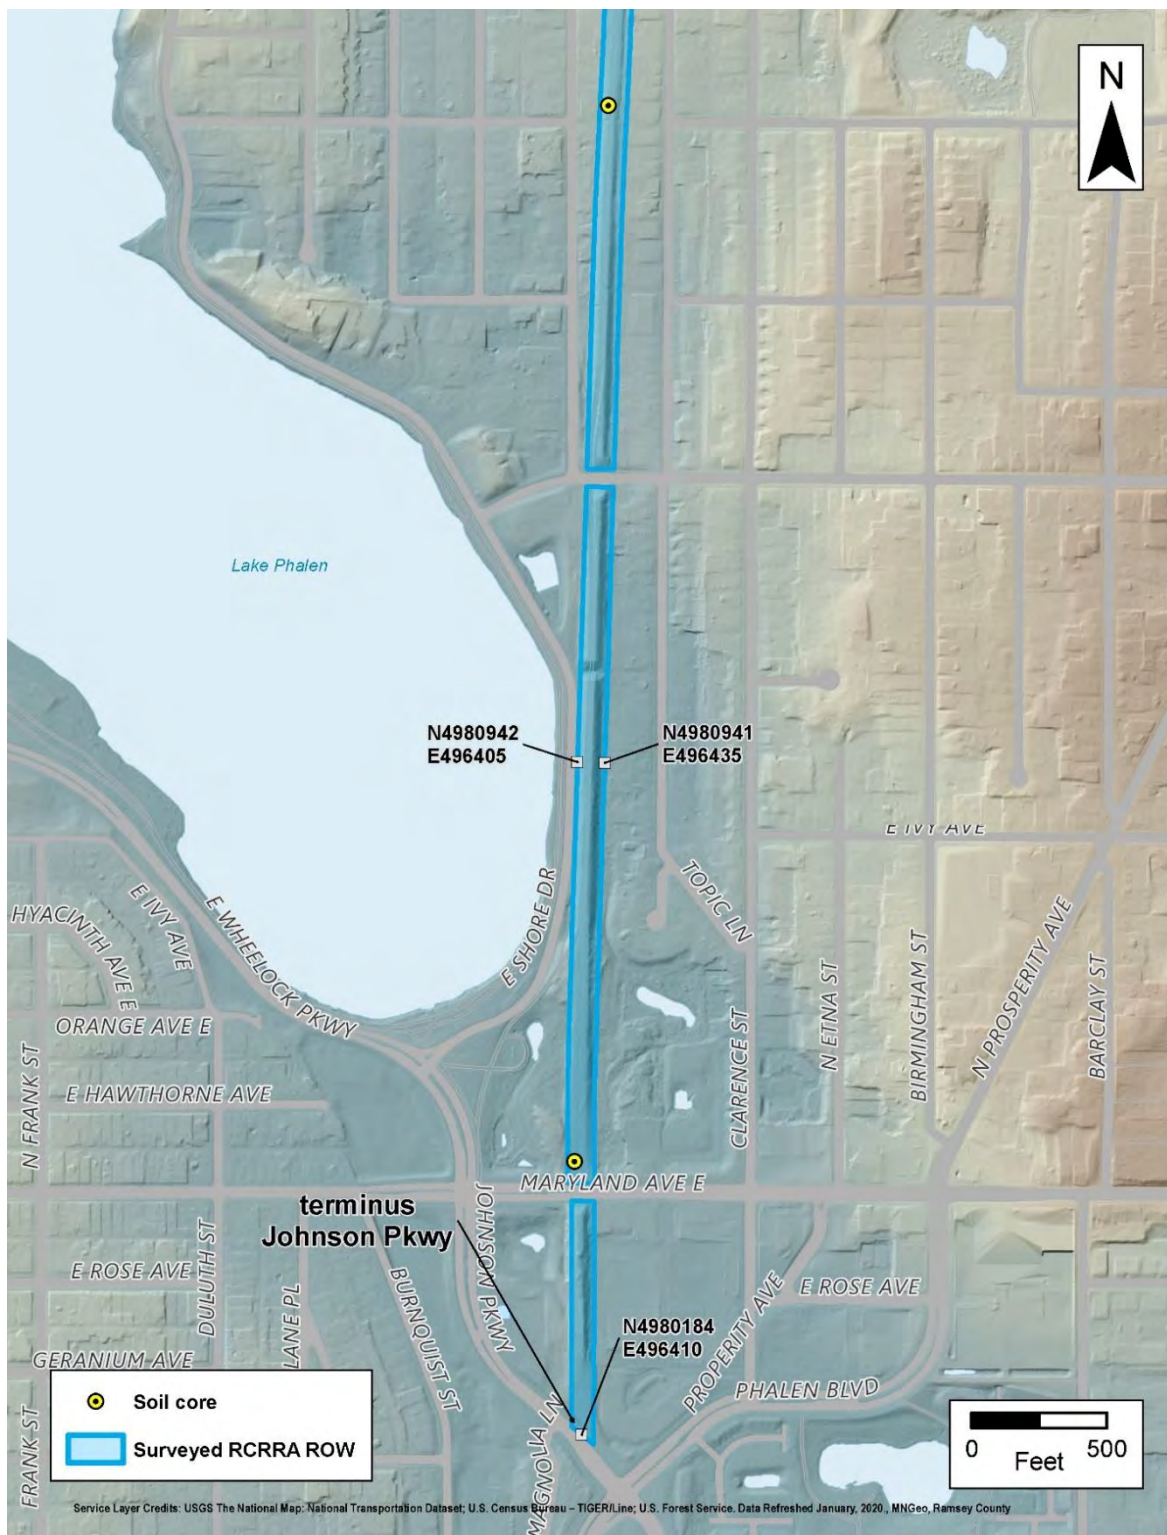 N
Lake Phalen
N4980942
E496405
N4980941
E496435
E IVY AVE
HYACINTH AVE E
E IVY AVE
E WHEELOCK PKWY
E SHORE DR
TOPIC LN
ORANGE AVE E
E HAWTHORNE AVE
N FRANK ST
CLARENCE ST
N ETNA ST
BIRMINGHAM ST
N PROSPERITY AVE
BARCLAY ST
MARYLAND AVE E
terminus
Johnson Pkwy
JOHNSON PKWY
E ROSE AVE
DULUTH ST
LANE PL
BURNQUIST ST
E ROSE AVE
N4980184
E496410
PROPERITY AVE
GERANIUM AVE
PHALEN BLVD
MAGNOLIA LN
FRANK ST
Soil core
Surveyed RCRRA ROW
0 500
Feet
Service Layer Credits: USGS The National Map: National Transportation Dataset; U.S. Census Bureau – TIGER/Line; U.S. Forest Service. Data Refreshed January, 2020., MNGeo, Ramsey County